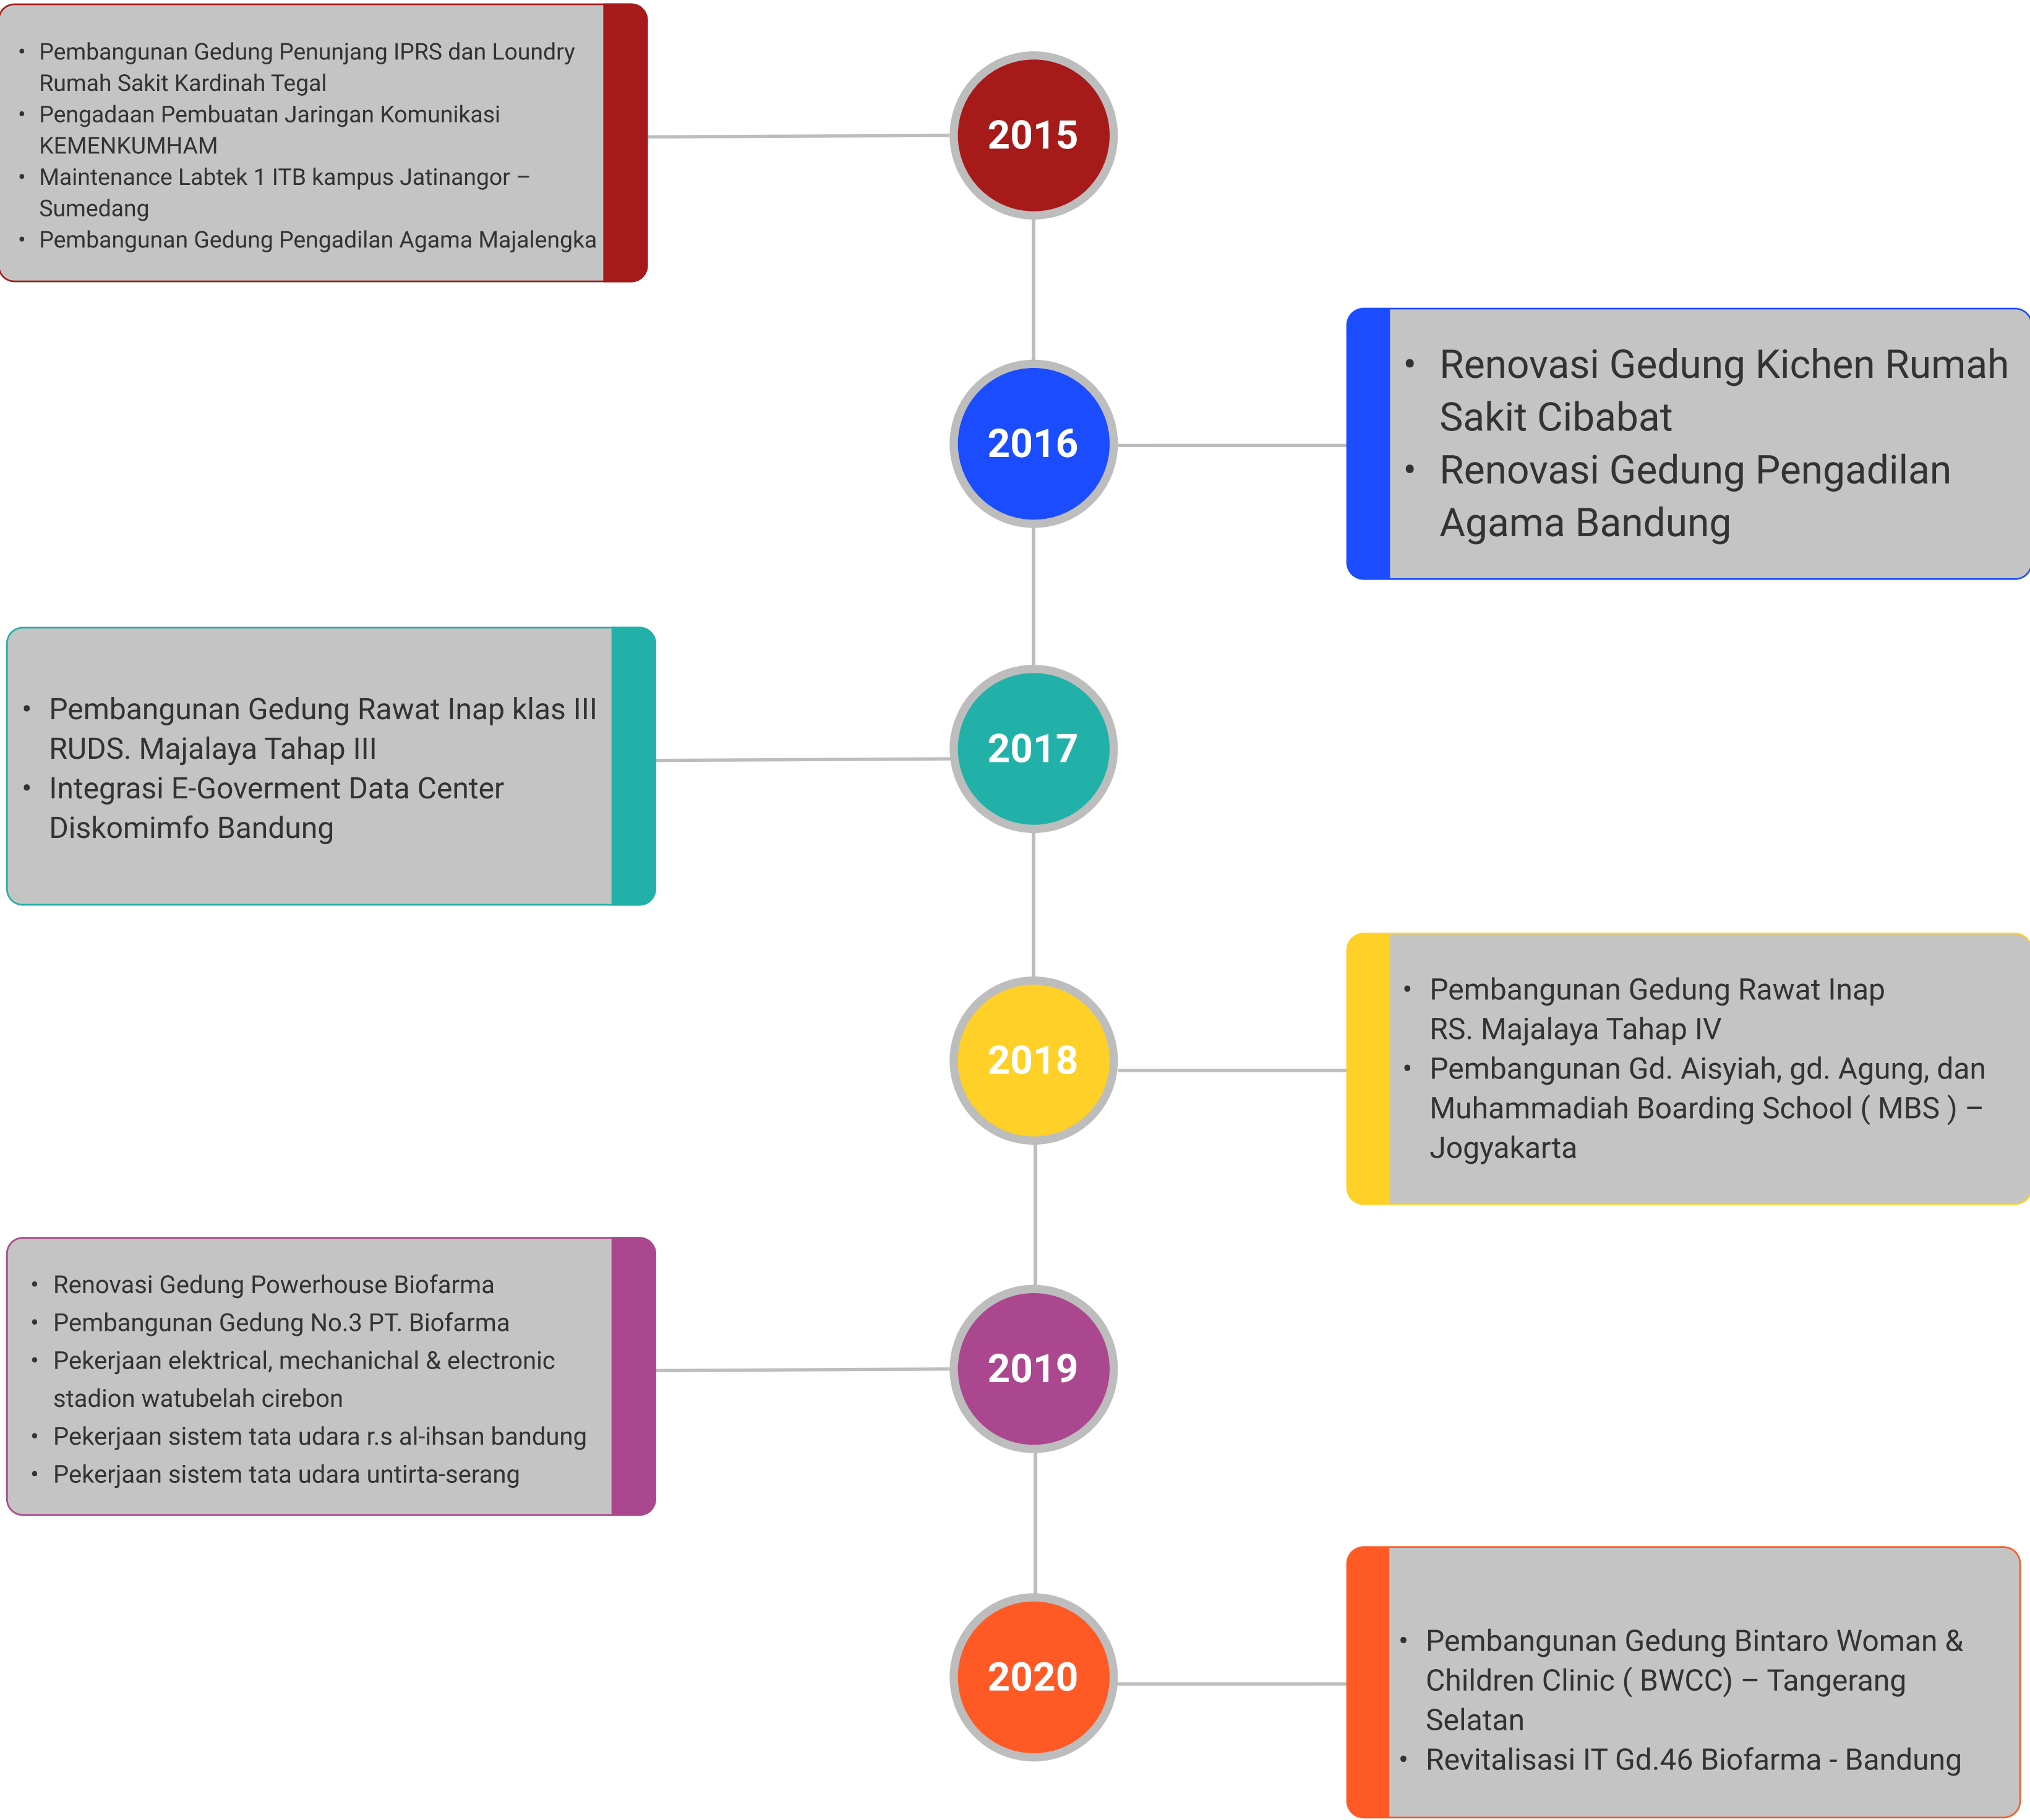 • Pembangunan Gedung Penunjang IPRS dan Loundry
Rumah Sakit Kardinah Tegal
• Pengadaan Pembuatan Jaringan Komunikasi
KEMENKUMHAM
• Maintenance Labtek 1 ITB kampus Jatinangor –
Sumedang
• Pembangunan Gedung Pengadilan Agama Majalengka
2015
2016
• Renovasi Gedung Kichen Rumah
Sakit Cibabat
• Renovasi Gedung Pengadilan
Agama Bandung
• Pembangunan Gedung Rawat Inap klas III
RUDS. Majalaya Tahap III
• Integrasi E-Goverment Data Center
Diskomimfo Bandung
2017
2018
• Pembangunan Gedung Rawat Inap
RS. Majalaya Tahap IV
• Pembangunan Gd. Aisyiah, gd. Agung, dan
Muhammadiah Boarding School ( MBS ) –
Jogyakarta
• Renovasi Gedung Powerhouse Biofarma
• Pembangunan Gedung No.3 PT. Biofarma
• Pekerjaan elektrical, mechanichal & electronic
stadion watubelah cirebon
• Pekerjaan sistem tata udara r.s al-ihsan bandung
• Pekerjaan sistem tata udara untirta-serang
2019
2020
• Pembangunan Gedung Bintaro Woman &
Children Clinic ( BWCC) – Tangerang
Selatan
• Revitalisasi IT Gd.46 Biofarma - Bandung